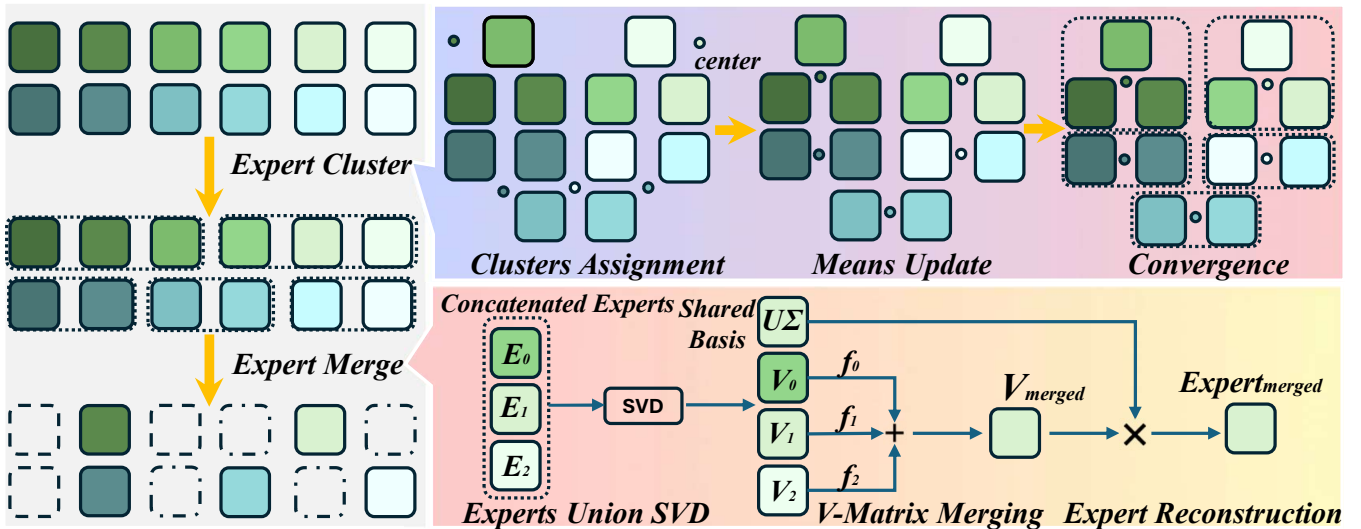 center
Expert Cluster
Clusters Assignment
Means Update
Convergence
Expert Merge
Concatenated Experts
Shared
Basis
UΣ
E0
E1
E2
SVD
V0
V1
V2
f0
f1
f2
+
Vmerged
×
Expertmerged
Experts Union SVD
V-Matrix Merging
Expert Reconstruction